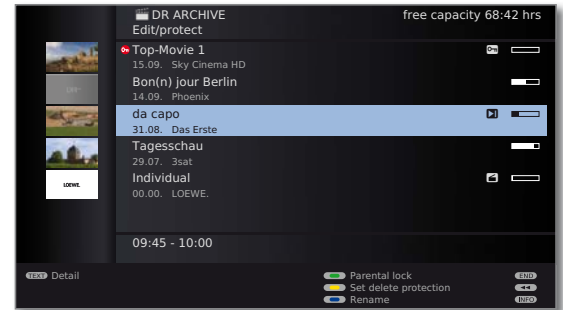 DR ARCHIVE free capacity 68:42 hrs
Edit/protect
Top-Movie 1
15.09. Sky Cinema HD
Bon(n) jour Berlin
14.09. Phoenix
da capo
31.08. Das Erste
Tagesschau
29.07. 3sat
Individual
00.00. LOEWE.
LOEWE.
09:45 - 10:00
TEXT Detail
Parental lock END
Set delete protection
Rename INFO